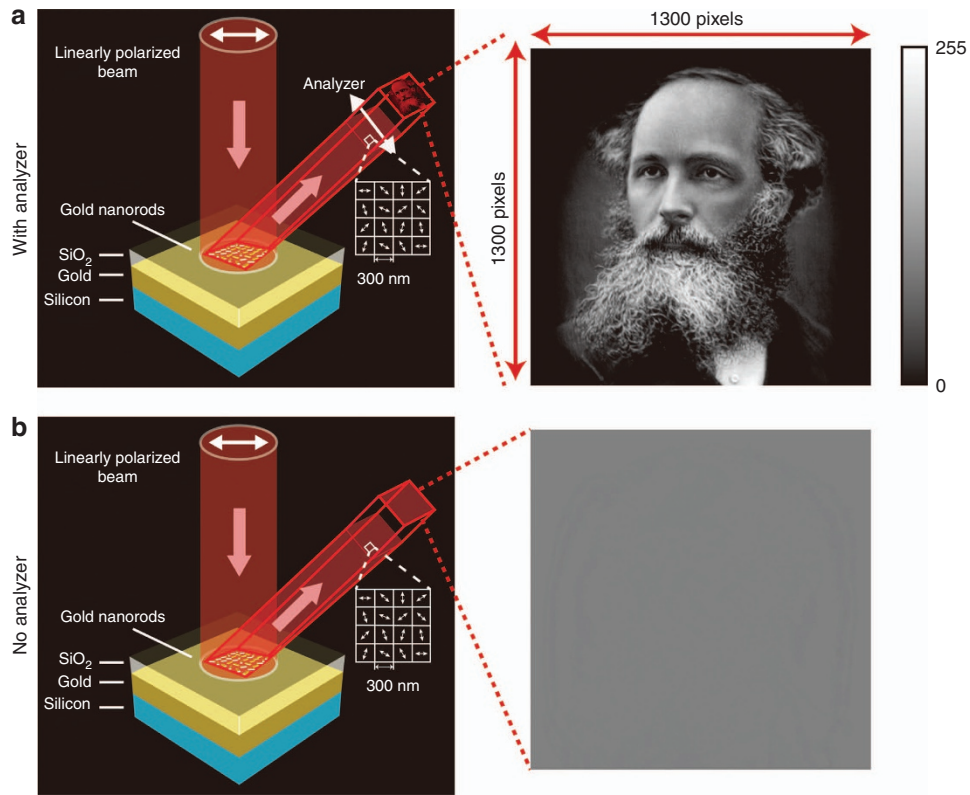 a
With analyzer
Linearly polarized
beam
Analyzer
Gold nanorods
SiO₂
Gold
Silicon
300 nm
1300 pixels
1300 pixels
255
0
b
No analyzer
Linearly polarized
beam
Gold nanorods
SiO₂
Gold
Silicon
300 nm